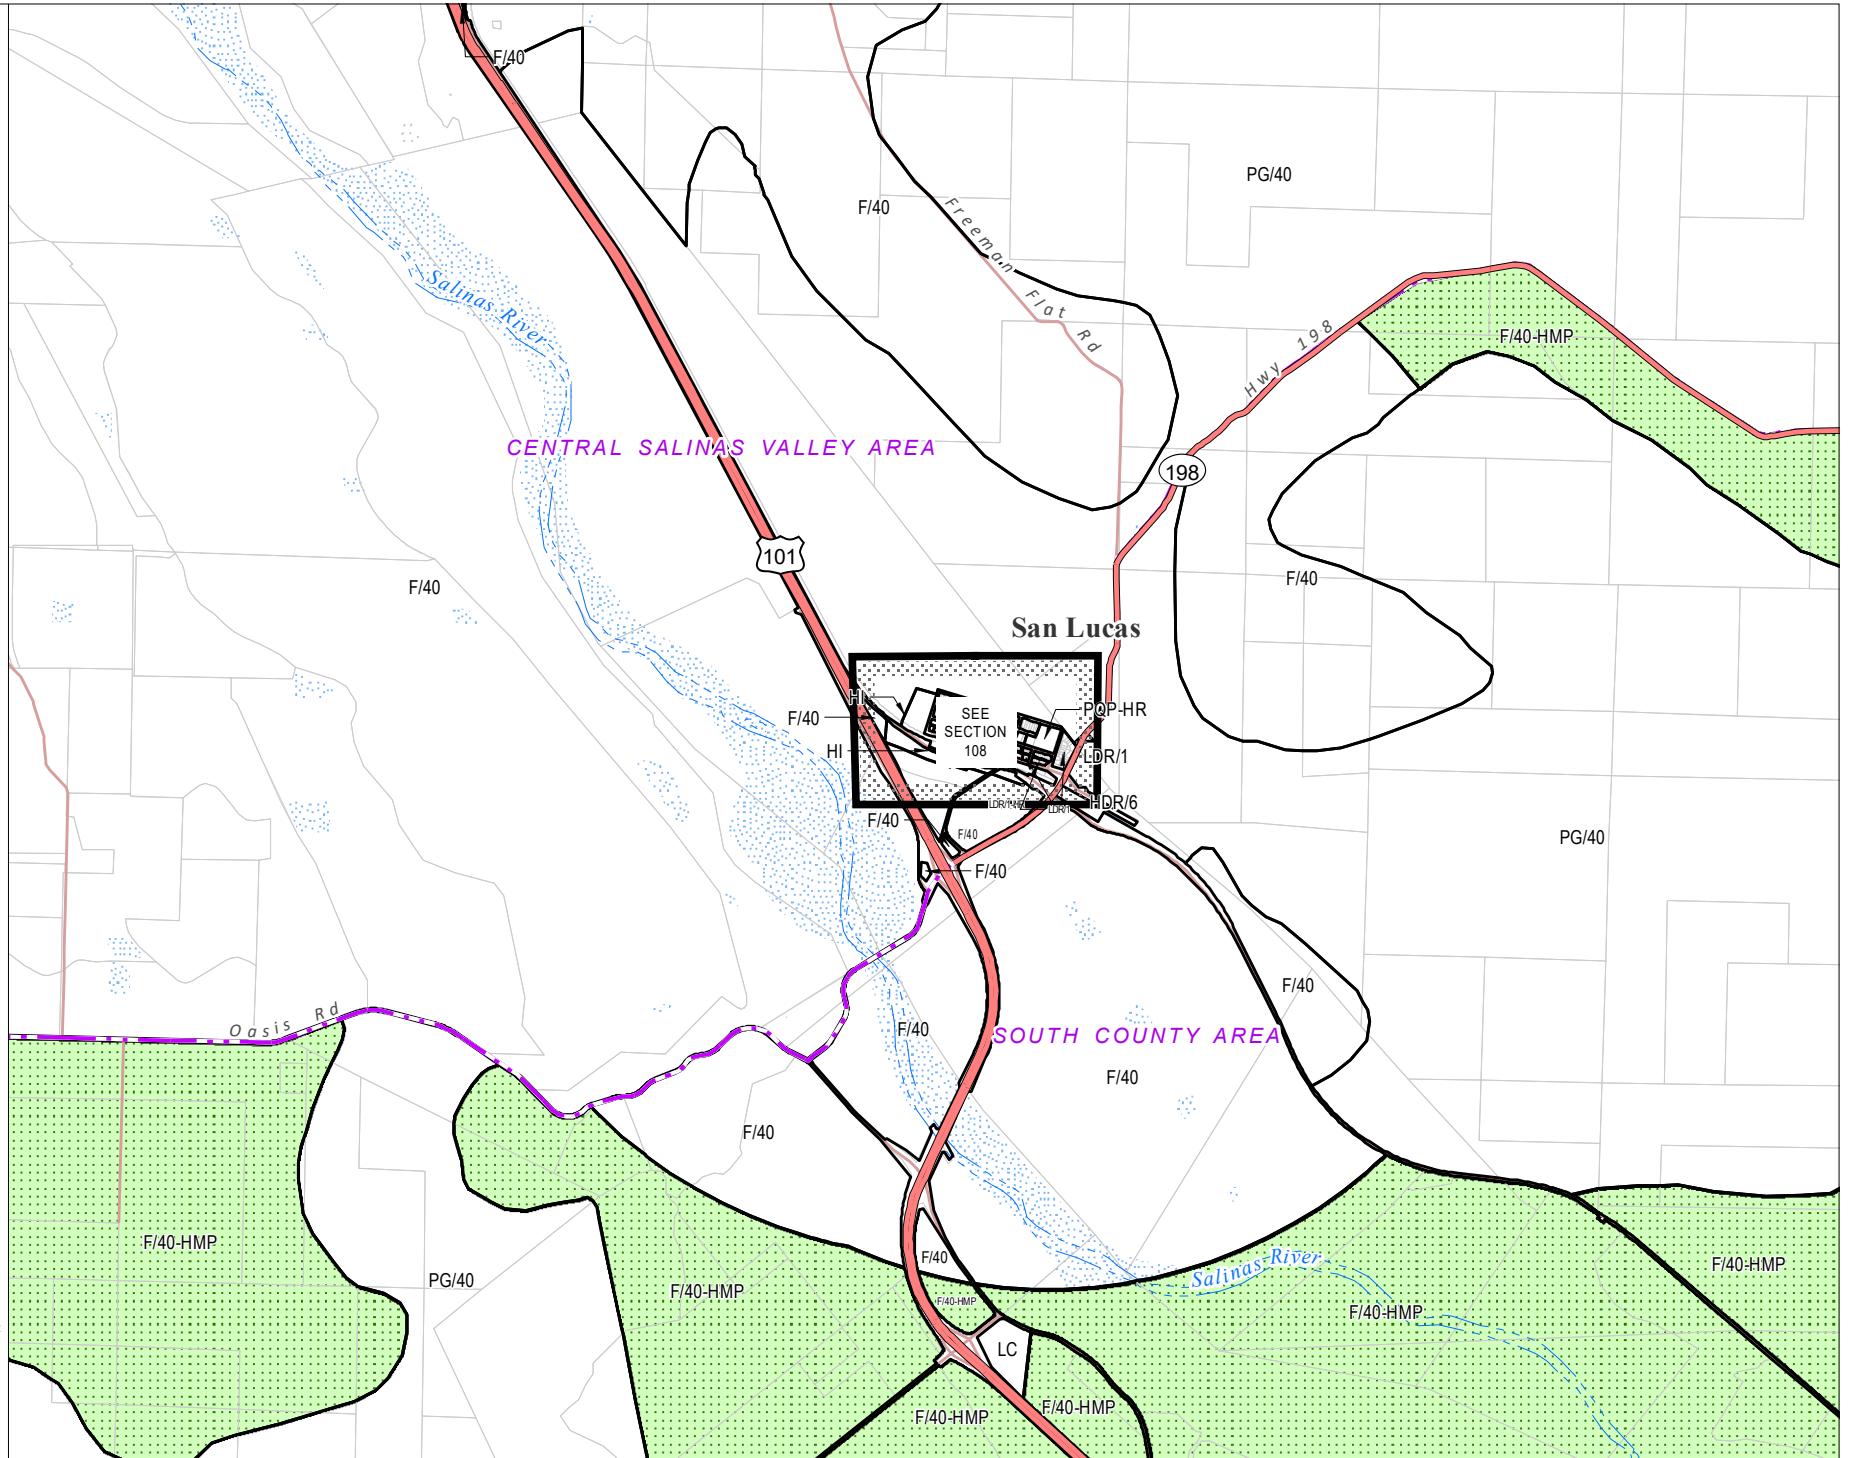 F/40
PG/40
F/40
Freeman Flat Rd
Salinas River
Hwy 198
F/40-HMP
CENTRAL SALINAS VALLEY AREA
198
101
F/40
F/40
San Lucas
HI
F/40
SEE
SECTION
108
PQP-HR
HI
LDR/1
HDR/6
LDR/1
F/40
F/40
PG/40
F/40
F/40
Oasis Rd
F/40
SOUTH COUNTY AREA
F/40
F/40
F/40-HMP
F/40
Salinas River
F/40-HMP
PG/40
F/40-HMP
F/40-HMP
F/40-HMP
LC
F/40-HMP
F/40-HMP